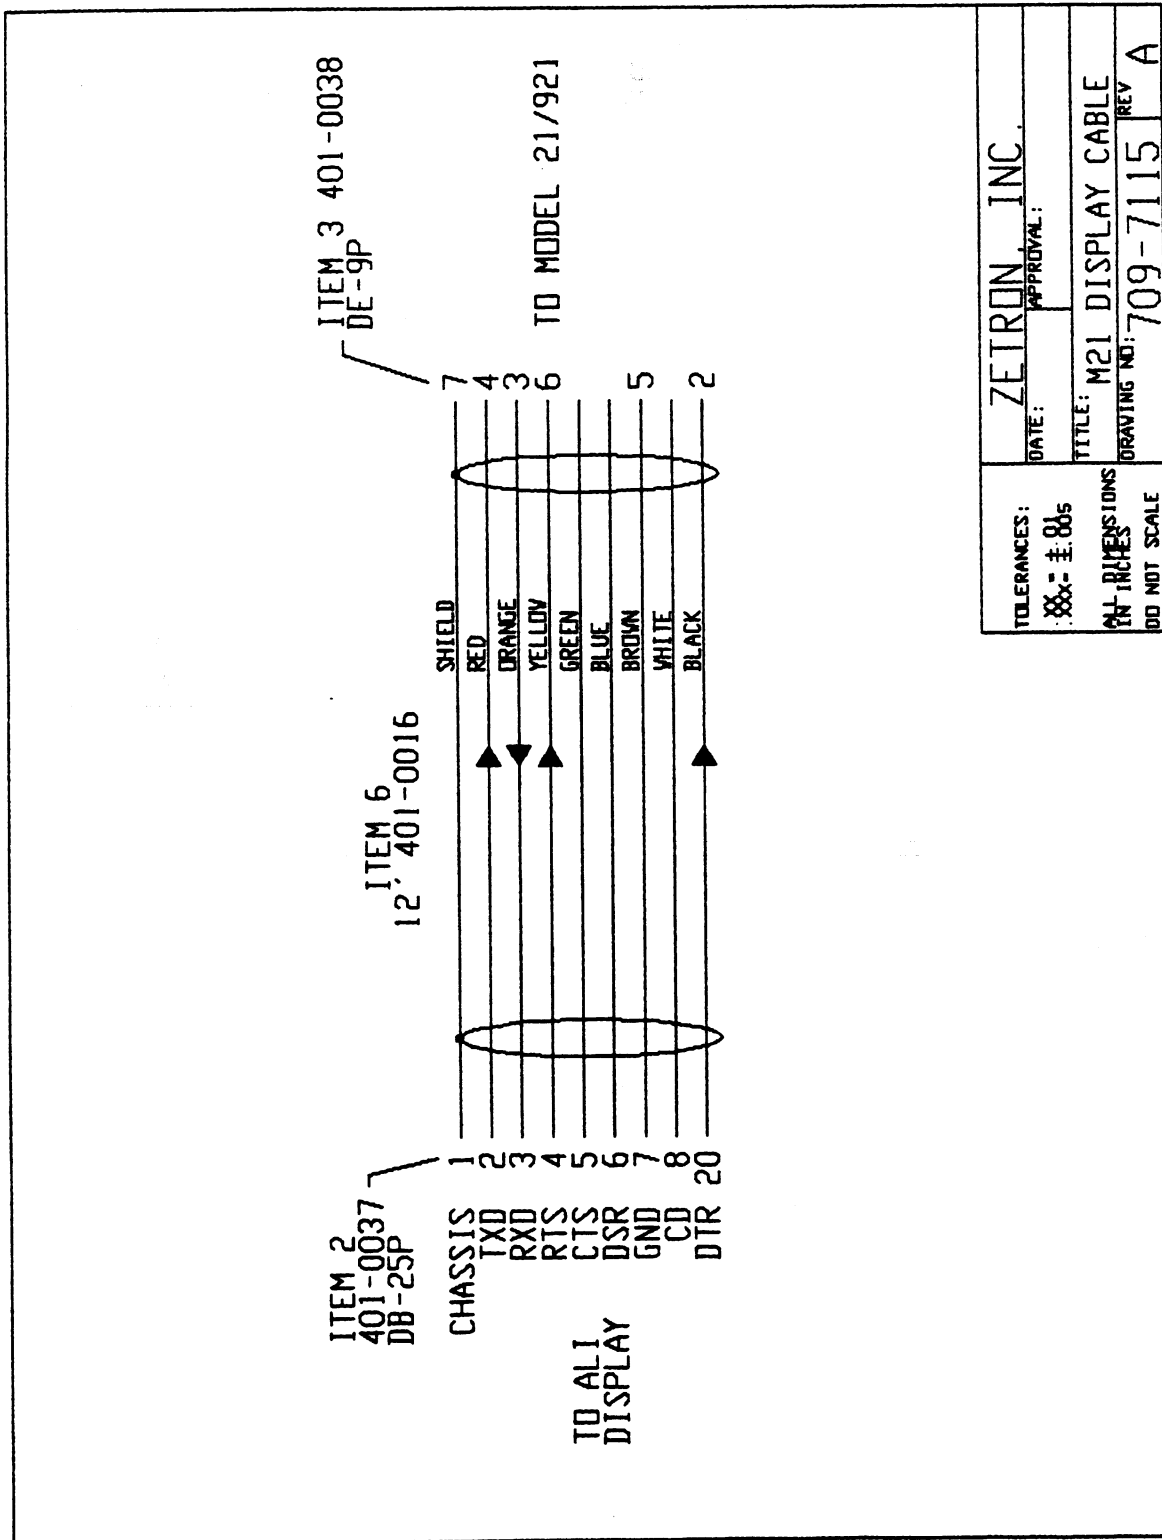 ITEM 2
401-0037
DB-25P
ITEM 6
12' 401-0016
ITEM 3 401-0038
DE-9P
CHASSIS 1 SHIELD 7
TXD 2 RED 4
RXD 3 ORANGE 3
RTS 4 YELLOW 6
CTS 5 GREEN
DSR 6 BLUE
GND 7 BROWN 5
CD 8 WHITE
DTR 20 BLACK 2
TO ALI
DISPLAY
TO MODEL 21/921
TOLERANCES:
.XX = ± .01
.XXX= ± .005
ALL DIMENSIONS
IN INCHES
DO NOT SCALE
ZETRON, INC.
DATE:
APPROVAL:
TITLE:
M21 DISPLAY CABLE
DRAWING NO: 709-7115
REV A